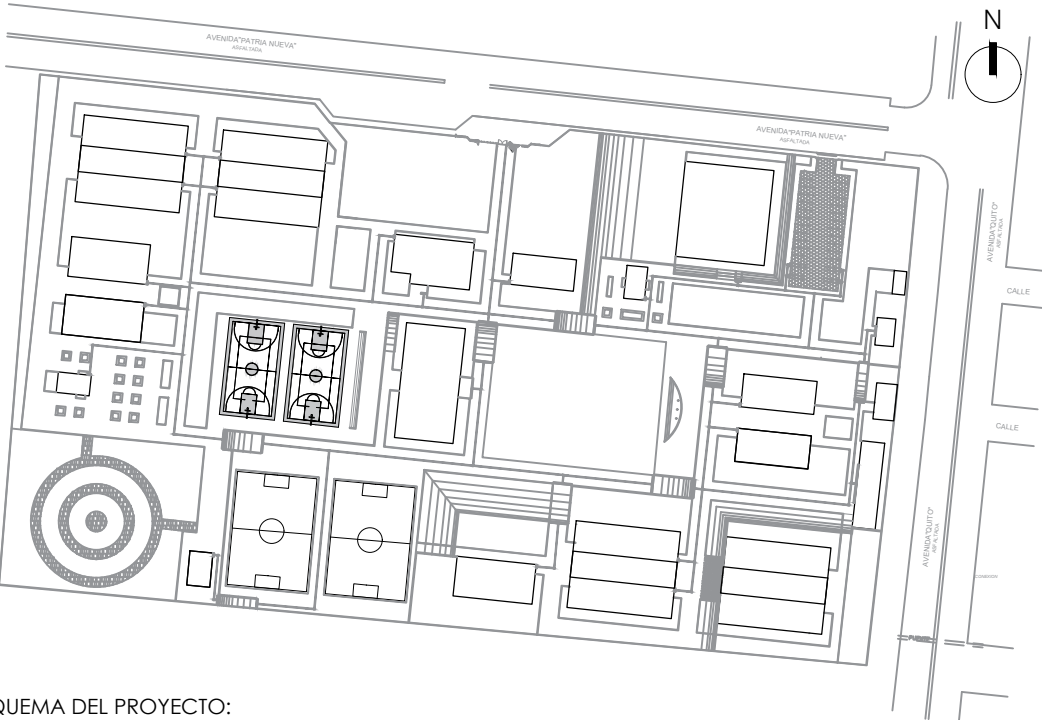 N
AVENIDA"PATRIA NUEVA"
ASFALTADA
AVENIDA"PATRIA NUEVA"
ASFALTADA
AVENIDA"QUITO"
ASFALTADA
CALLE
CALLE
AVENIDA"QUITO"
ASFALTADA
QUEMA DEL PROYECTO: